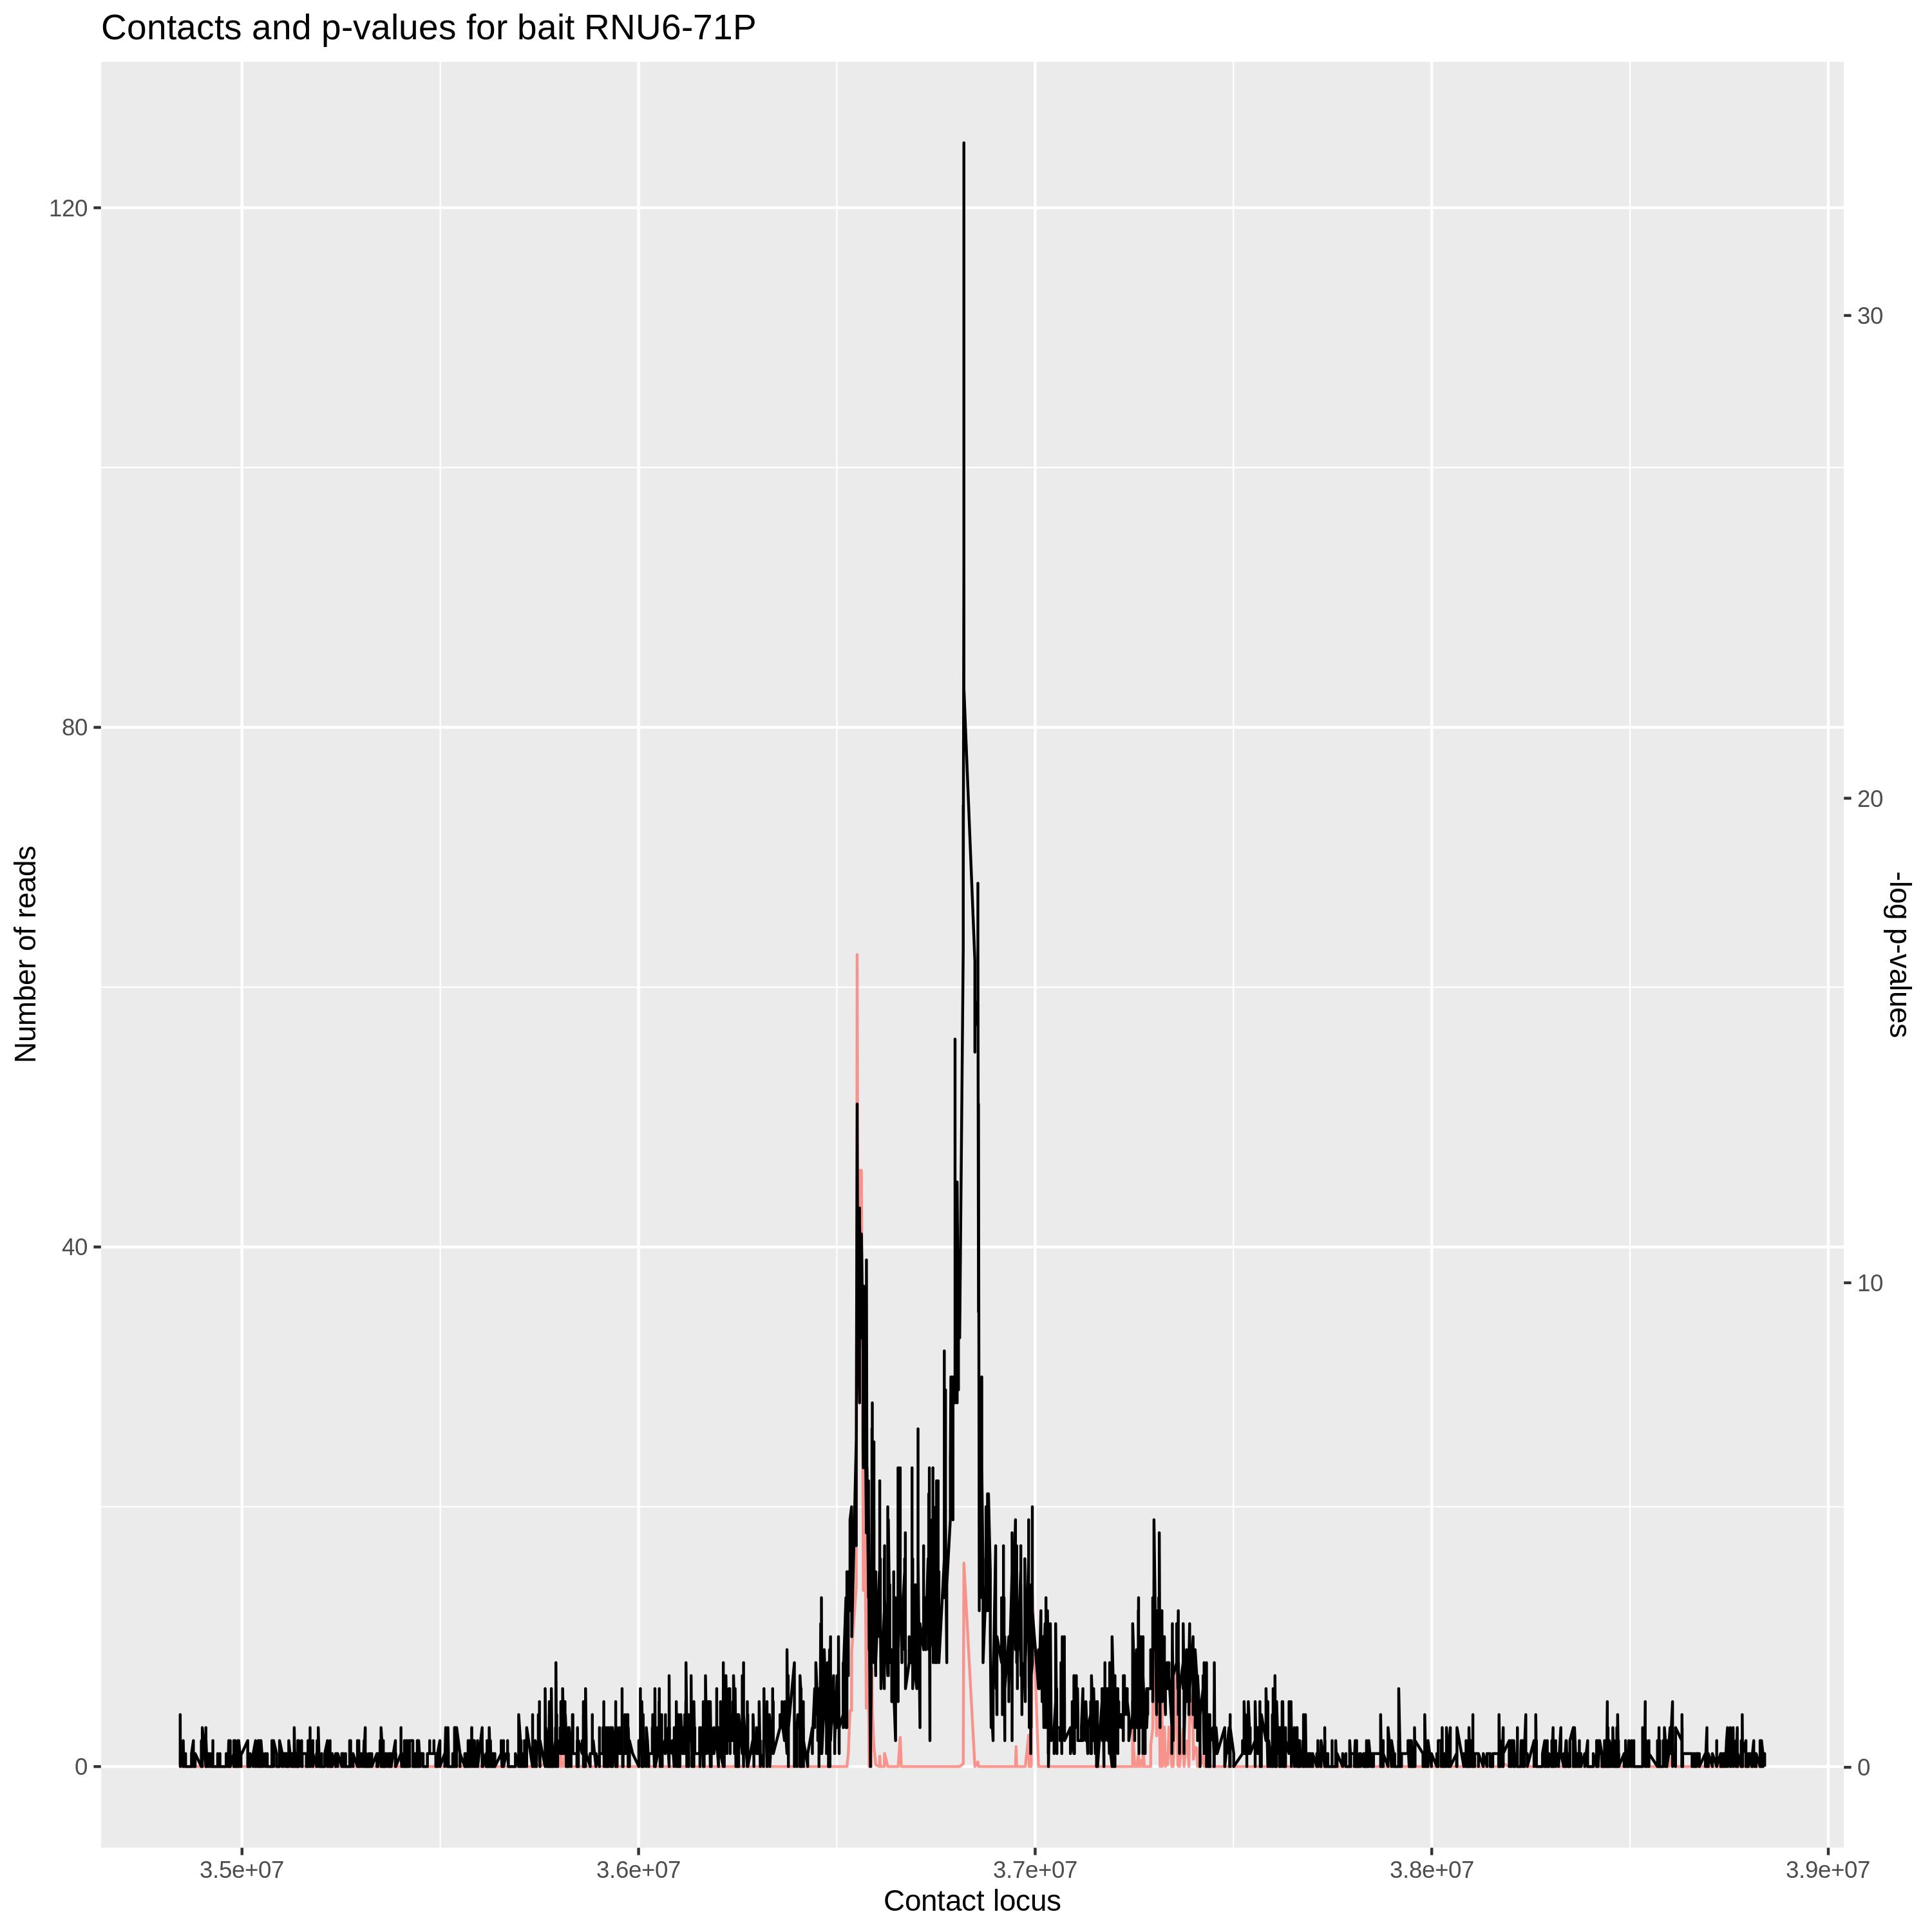 Contacts and p-values for bait RNU6-71P
120
80
40
0
Number of reads
30
20
10
0
-log p-values
3.5e+07
3.6e+07
3.7e+07
3.8e+07
3.9e+07
Contact locus